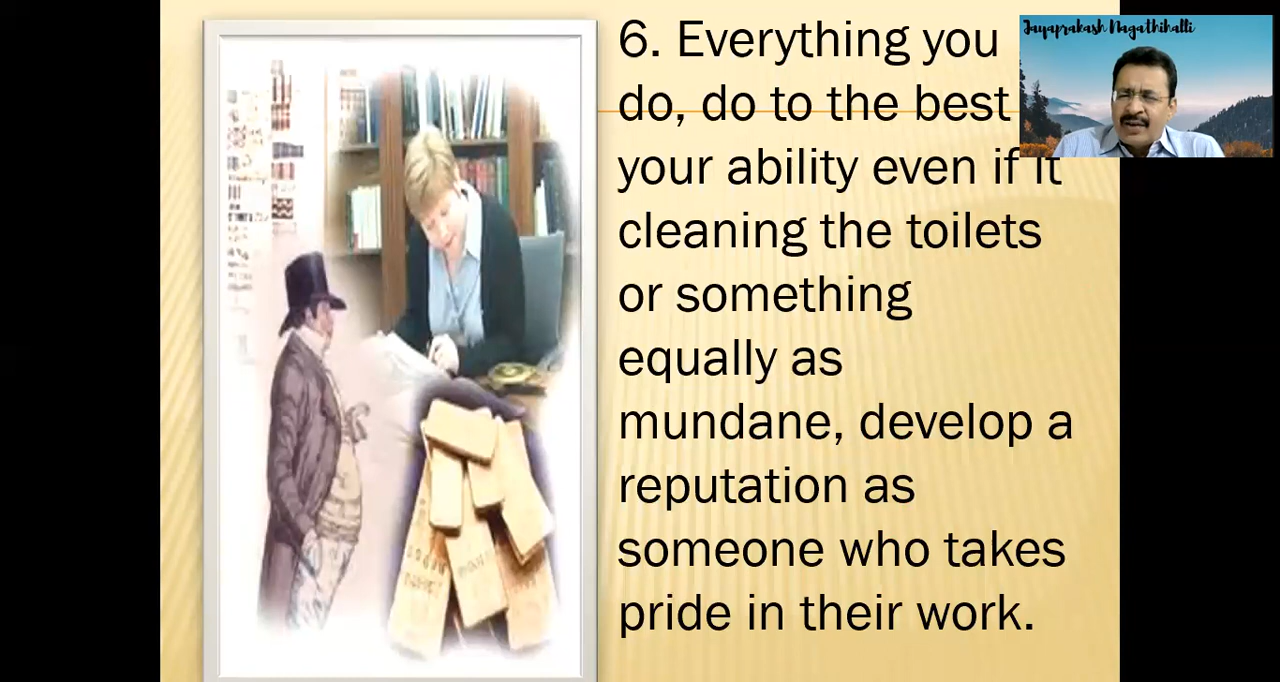 6. Everything you
do, do to the best
your ability even if it
cleaning the toilets
or something
equally as
mundane, develop a
reputation as
someone who takes
pride in their work.
Jayaprakash Nagathihalli